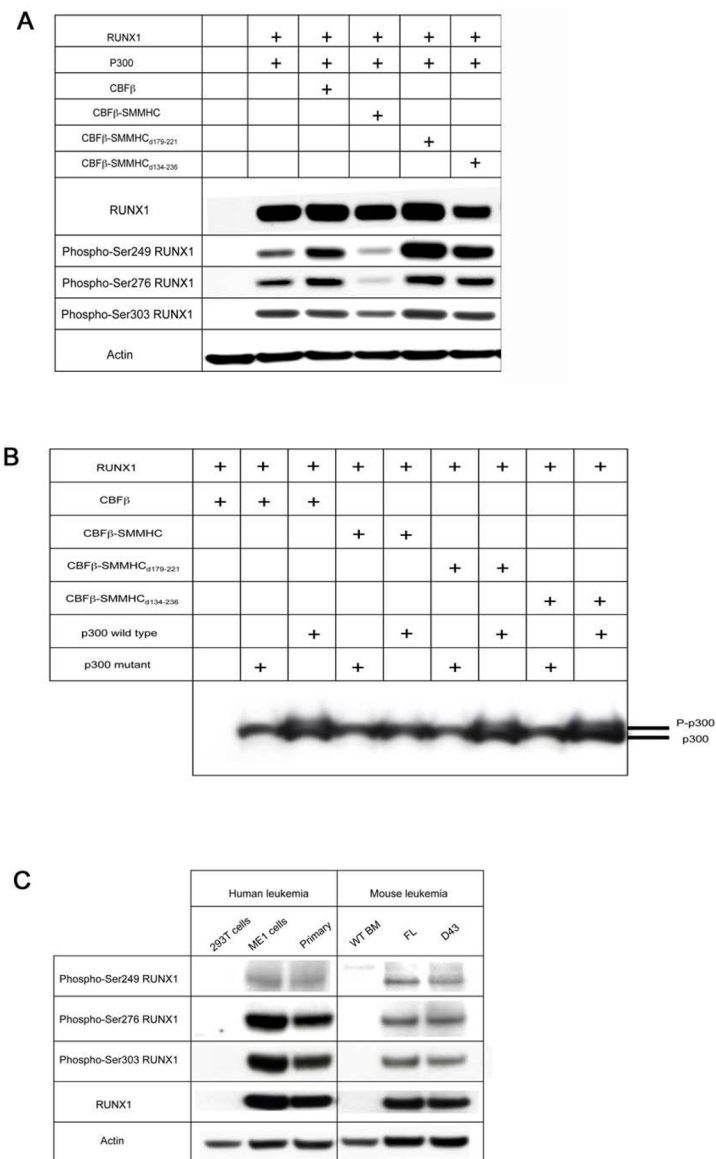 A
RUNX1 + + + + +
P300 + + + + +
CBFβ +
CBFβ-SMMHC +
CBFβ-SMMHCd179-221 +
CBFβ-SMMHCd134-236 +
RUNX1
Phospho-Ser249 RUNX1
Phospho-Ser276 RUNX1
Phospho-Ser303 RUNX1
Actin
B
RUNX1 + + + + + + + + +
CBFβ + + +
CBFβ-SMMHC + +
CBFβ-SMMHCd179-221 + +
CBFβ-SMMHCd134-236 + +
p300 wild type + + + +
p300 mutant + + + +
P-p300
p300
C
Human leukemia Mouse leukemia
293T cells ME1 cells Primary WT BM FL D43
Phospho-Ser249 RUNX1
Phospho-Ser276 RUNX1
Phospho-Ser303 RUNX1
RUNX1
Actin